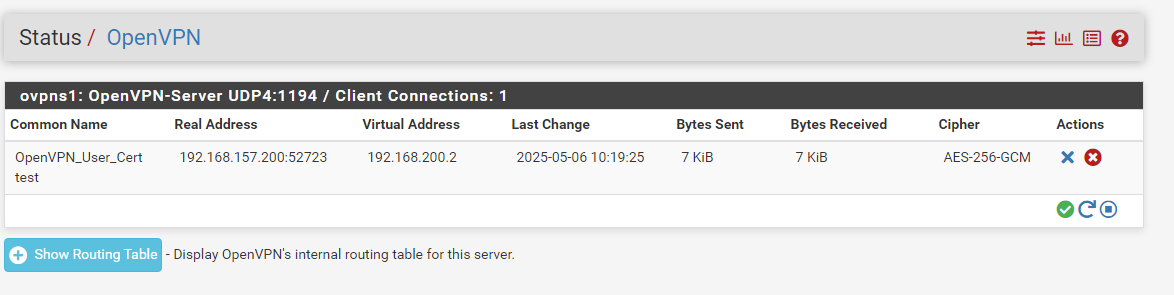 Status / OpenVPN
ovpns1: OpenVPN-Server UDP4:1194 / Client Connections: 1
Common Name Real Address Virtual Address Last Change Bytes Sent Bytes Received Cipher Actions
OpenVPN_User_Cert 192.168.157.200:52723 192.168.200.2 2025-05-06 10:19:25 7 KiB 7 KiB AES-256-GCM
test
Show Routing Table - Display OpenVPN's internal routing table for this server.